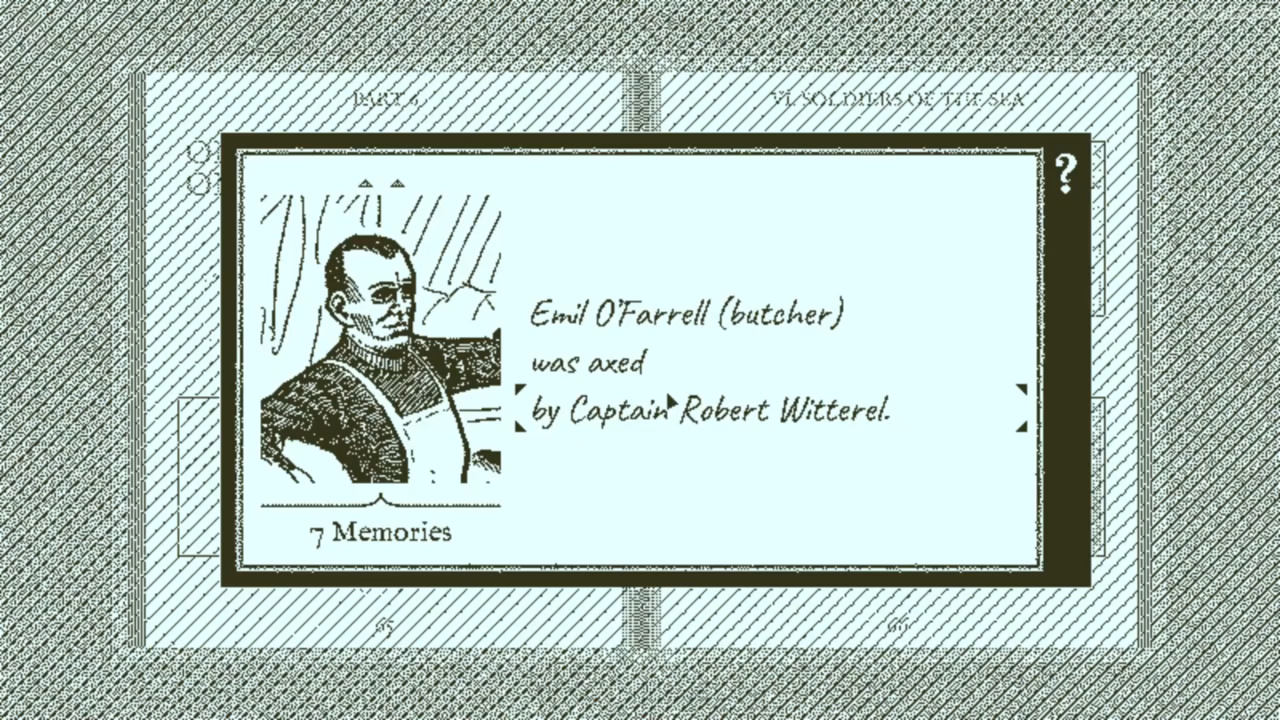 PART 6
VI. SOLDIERS OF THE SEA
?
Emil O'Farrell (butcher)
was axed
by Captain Robert Witterel.
7 Memories
65
66